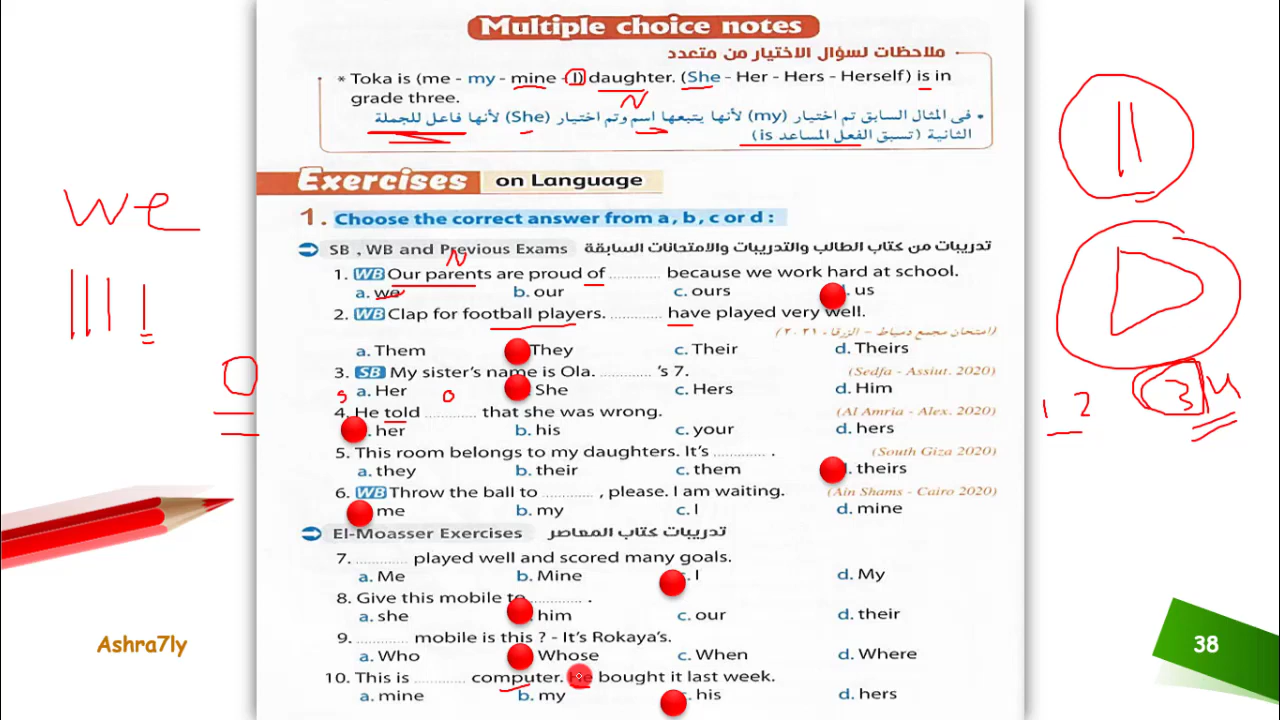 Multiple choice notes
ملاحظات لسؤال الاختيار من متعدد
* Toka is (me - my - mine - I) daughter. (She - Her - Hers - Herself) is in
N
grade three.
• فى المثال السابق تم اختيار (my) لأنها يتبعها اسم وتم اختيار (She) لأنها فاعل للجملة
الثانية (تسبق الفعل المساعد is)
Exercises on Language
we
1. Choose the correct answer from a, b, c or d :
SB , WB and Previous Exams تدريبات من كتاب الطالب والتدريبات والامتحانات السابقة
N
1. WB Our parents are proud of ............ because we work hard at school.
a. we b. our c. ours . us
2. WB Clap for football players. ............ have played very well.
(امتحان مجمع دمياط – الزرقا - ٢٠٢١)
a. Them They c. Their d. Theirs
3. SB My sister's name is Ola. ............ 's 7. (Sedfa - Assiut. 2020)
a. Her . She c. Hers d. Him
s o
O
1 2 3 4
4. He told ............ that she was wrong. (Al Amria - Alex. 2020)
. her b. his c. your d. hers
5. This room belongs to my daughters. It's ............ . (South Giza 2020)
a. they b. their c. them . theirs
6. WB Throw the ball to ............ , please. I am waiting. (Ain Shams - Cairo 2020)
me b. my c. I d. mine
El-Moasser Exercises تدريبات كتاب المعاصر
7. ............ played well and scored many goals.
a. Me b. Mine . I d. My
8. Give this mobile to ............ .
a. she him c. our d. their
9. ............ mobile is this ? - It's Rokaya's.
a. Who Whose c. When d. Where
10. This is ............ computer. He bought it last week.
a. mine b. my . his d. hers
Ashra7ly
38